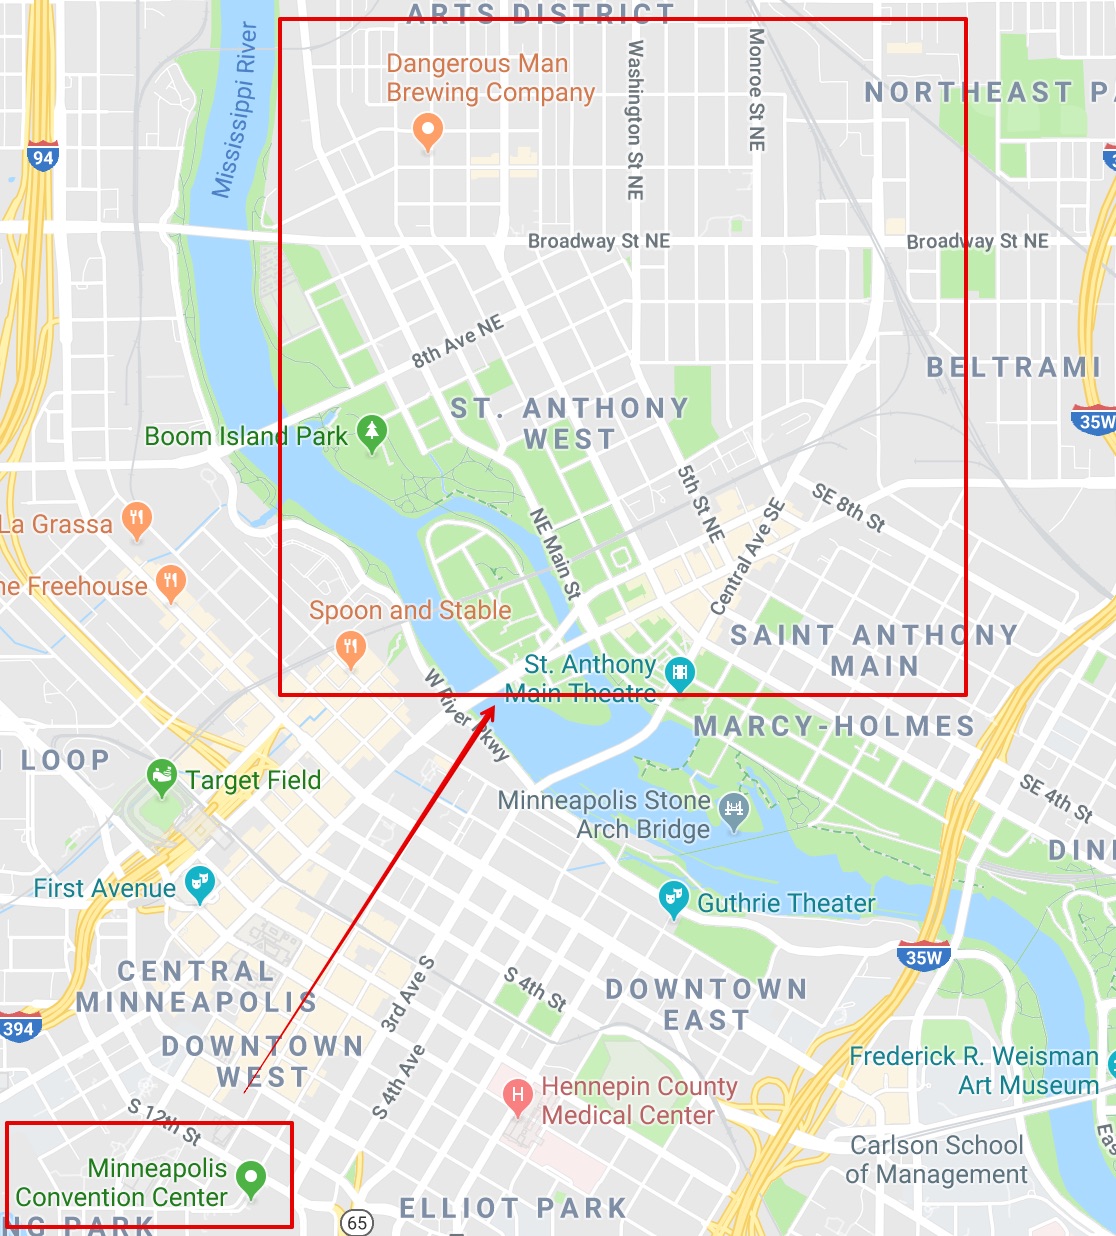 ARTS DISTRICT
Mississippi River
Dangerous Man
Brewing Company
Washington St NE
Monroe St NE
NORTHEAST PA
94
Broadway St NE
Broadway St NE
8th Ave NE
BELTRAMI
35W
ST. ANTHONY
WEST
Boom Island Park
La Grassa
5th St NE
SE 8th St
NE Main St
Central Ave SE
ne Freehouse
Spoon and Stable
SAINT ANTHONY
MAIN
St. Anthony
Main Theatre
W River Pkwy
MARCY-HOLMES
LOOP
Target Field
Minneapolis Stone
Arch Bridge
SE 4th St
DIN
First Avenue
Guthrie Theater
35W
CENTRAL
MINNEAPOLIS
3rd Ave S
S 4th St
DOWNTOWN
EAST
394
DOWNTOWN
WEST
S 4th Ave
Frederick R. Weisman
Art Museum
Hennepin County
Medical Center
H
S 12th St
Carlson School
of Management
Eas
Minneapolis
Convention Center
NG PARK
65
ELLIOT PARK